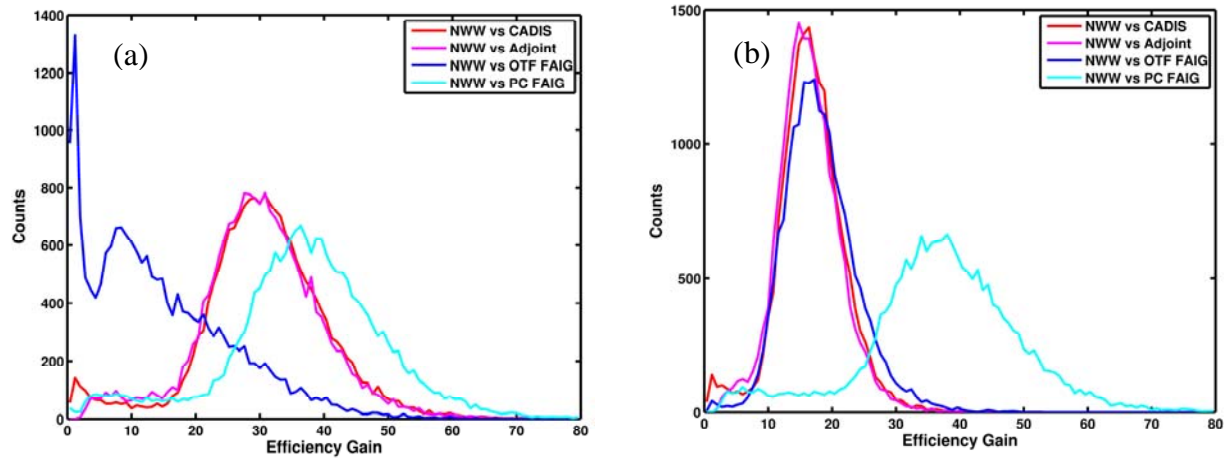 (a)
NWW vs CADIS
NWW vs Adjoint
NWW vs OTF FAIG
NWW vs PC FAIG
Counts
1400
1200
1000
800
600
400
200
0
0 10 20 30 40 50 60 70 80
Efficiency Gain
(b)
NWW vs CADIS
NWW vs Adjoint
NWW vs OTF FAIG
NWW vs PC FAIG
Counts
1500
1000
500
0
0 10 20 30 40 50 60 70 80
Efficiency Gain